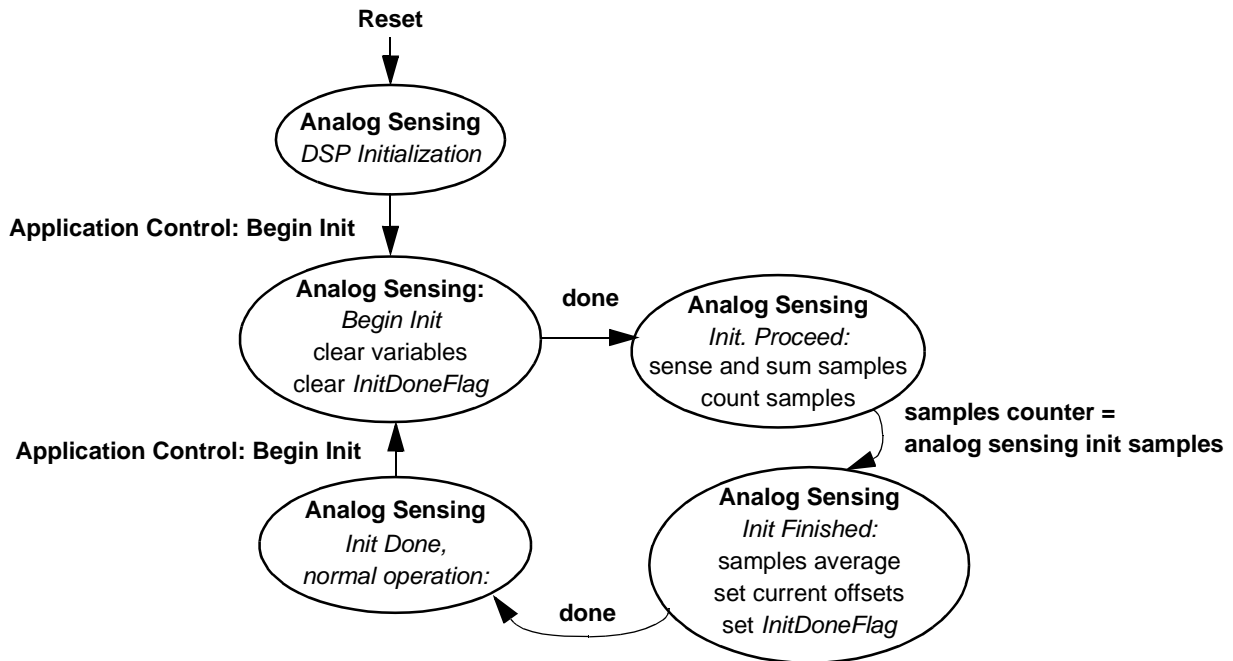 Reset
Analog Sensing
DSP Initialization
Application Control: Begin Init
Analog Sensing:
Begin Init
clear variables
clear InitDoneFlag
done
Analog Sensing
Init. Proceed:
sense and sum samples
count samples
samples counter =
analog sensing init samples
Application Control: Begin Init
Analog Sensing
Init Finished:
samples average
set current offsets
set InitDoneFlag
done
Analog Sensing
Init Done,
normal operation: